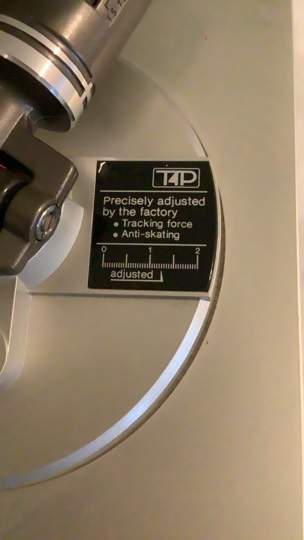 T4P
Precisely adjusted
by the factory
• Tracking force
• Anti-skating
0 1 2
adjusted